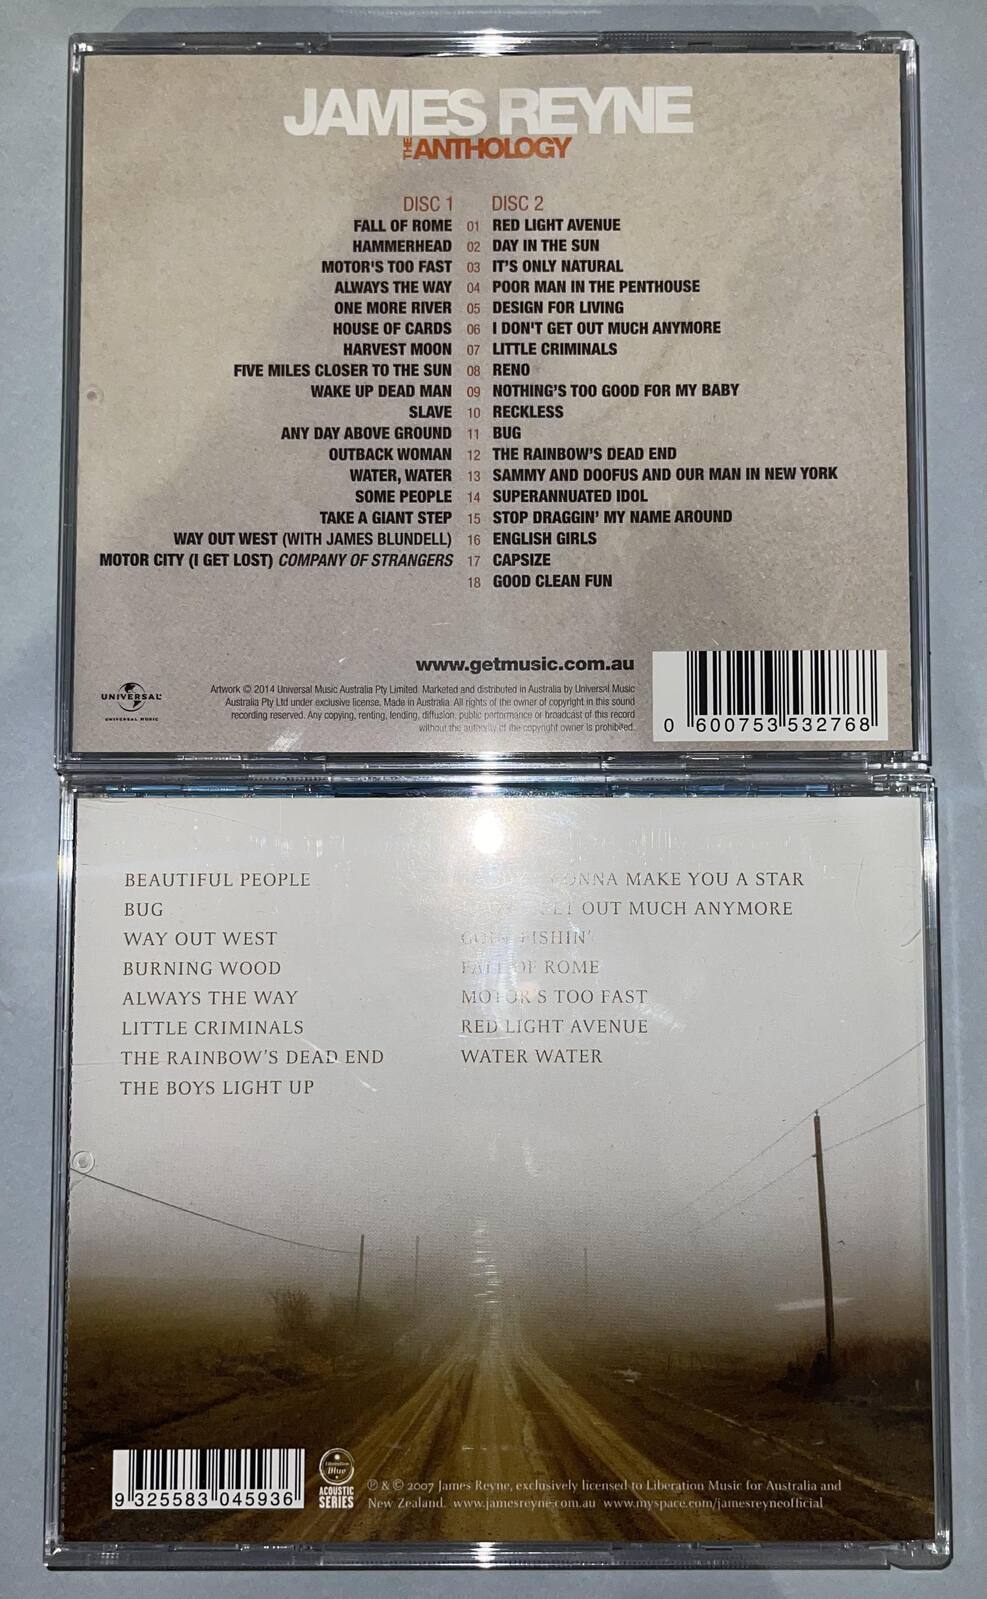 JAMES REYNE
THE ANTHOLOGY
DISC 1 DISC 2
FALL OF ROME 01 RED LIGHT AVENUE
HAMMERHEAD 02 DAY IN THE SUN
MOTOR'S TOO FAST 03 IT'S ONLY NATURAL
ALWAYS THE WAY 04 POOR MAN IN THE PENTHOUSE
ONE MORE RIVER 05 DESIGN FOR LIVING
HOUSE OF CARDS 06 I DON'T GET OUT MUCH ANYMORE
HARVEST MOON 07 LITTLE CRIMINALS
FIVE MILES CLOSER TO THE SUN 08 RENO
WAKE UP DEAD MAN 09 NOTHING'S TOO GOOD FOR MY BABY
SLAVE 10 RECKLESS
ANY DAY ABOVE GROUND 11 BUG
OUTBACK WOMAN 12 THE RAINBOW'S DEAD END
WATER, WATER 13 SAMMY AND DOOFUS AND OUR MAN IN NEW YORK
SOME PEOPLE 14 SUPERANNUATED IDOL
TAKE A GIANT STEP 15 STOP DRAGGIN' MY NAME AROUND
WAY OUT WEST (WITH JAMES BLUNDELL) 16 ENGLISH GIRLS
MOTOR CITY (I GET LOST) COMPANY OF STRANGERS 17 CAPSIZE
18 GOOD CLEAN FUN
www.getmusic.com.au
UNIVERSAL
UNIVERSAL MUSIC
Artwork © 2014 Universal Music Australia Pty Limited. Marketed and distributed in Australia by Universal Music
Australia Pty Ltd under exclusive license. Made in Australia. All rights of the owner of copyright in this sound
recording reserved. Any copying, renting, lending, diffusion, public performance or broadcast of this record
without the authority of the copyright owner is prohibited.
0 600753 532768
BEAUTIFUL PEOPLE
BUG
WAY OUT WEST
BURNING WOOD
ALWAYS THE WAY
LITTLE CRIMINALS
THE RAINBOW'S DEAD END
THE BOYS LIGHT UP
GONNA MAKE YOU A STAR
GET OUT MUCH ANYMORE
GOIN' FISHIN'
FALL OF ROME
MOTOR'S TOO FAST
RED LIGHT AVENUE
WATER WATER
9 325583 045936
Liberation
Blue
ACOUSTIC
SERIES
℗ & © 2007 James Reyne, exclusively licensed to Liberation Music for Australia and
New Zealand. www.jamesreyne.com.au www.myspace.com/jamesreyneofficial